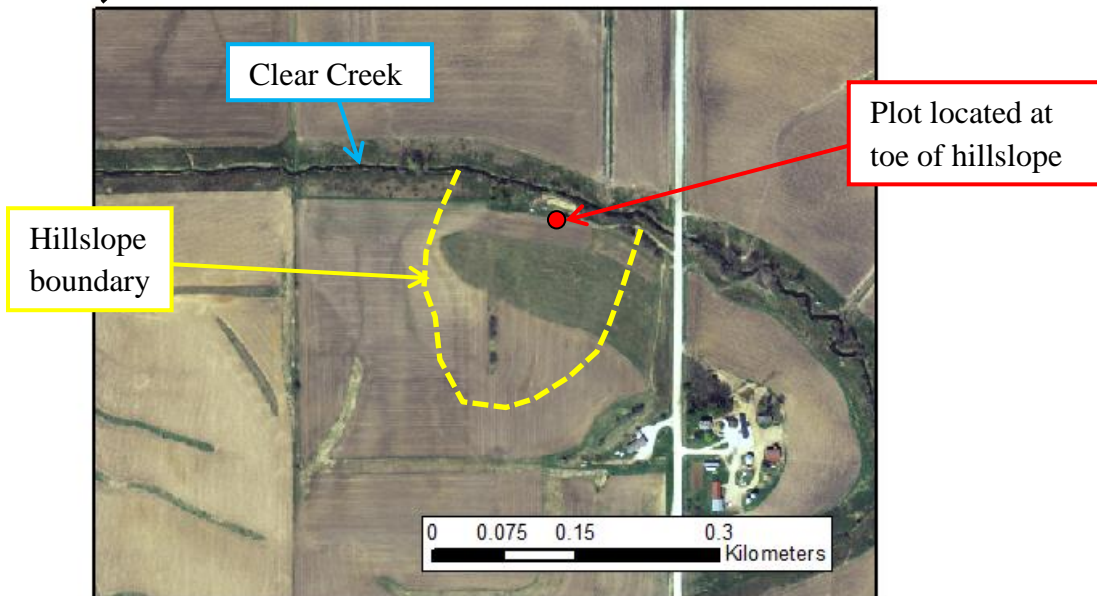 Clear Creek
Plot located at
toe of hillslope
Hillslope
boundary
0 0.075 0.15 0.3
Kilometers